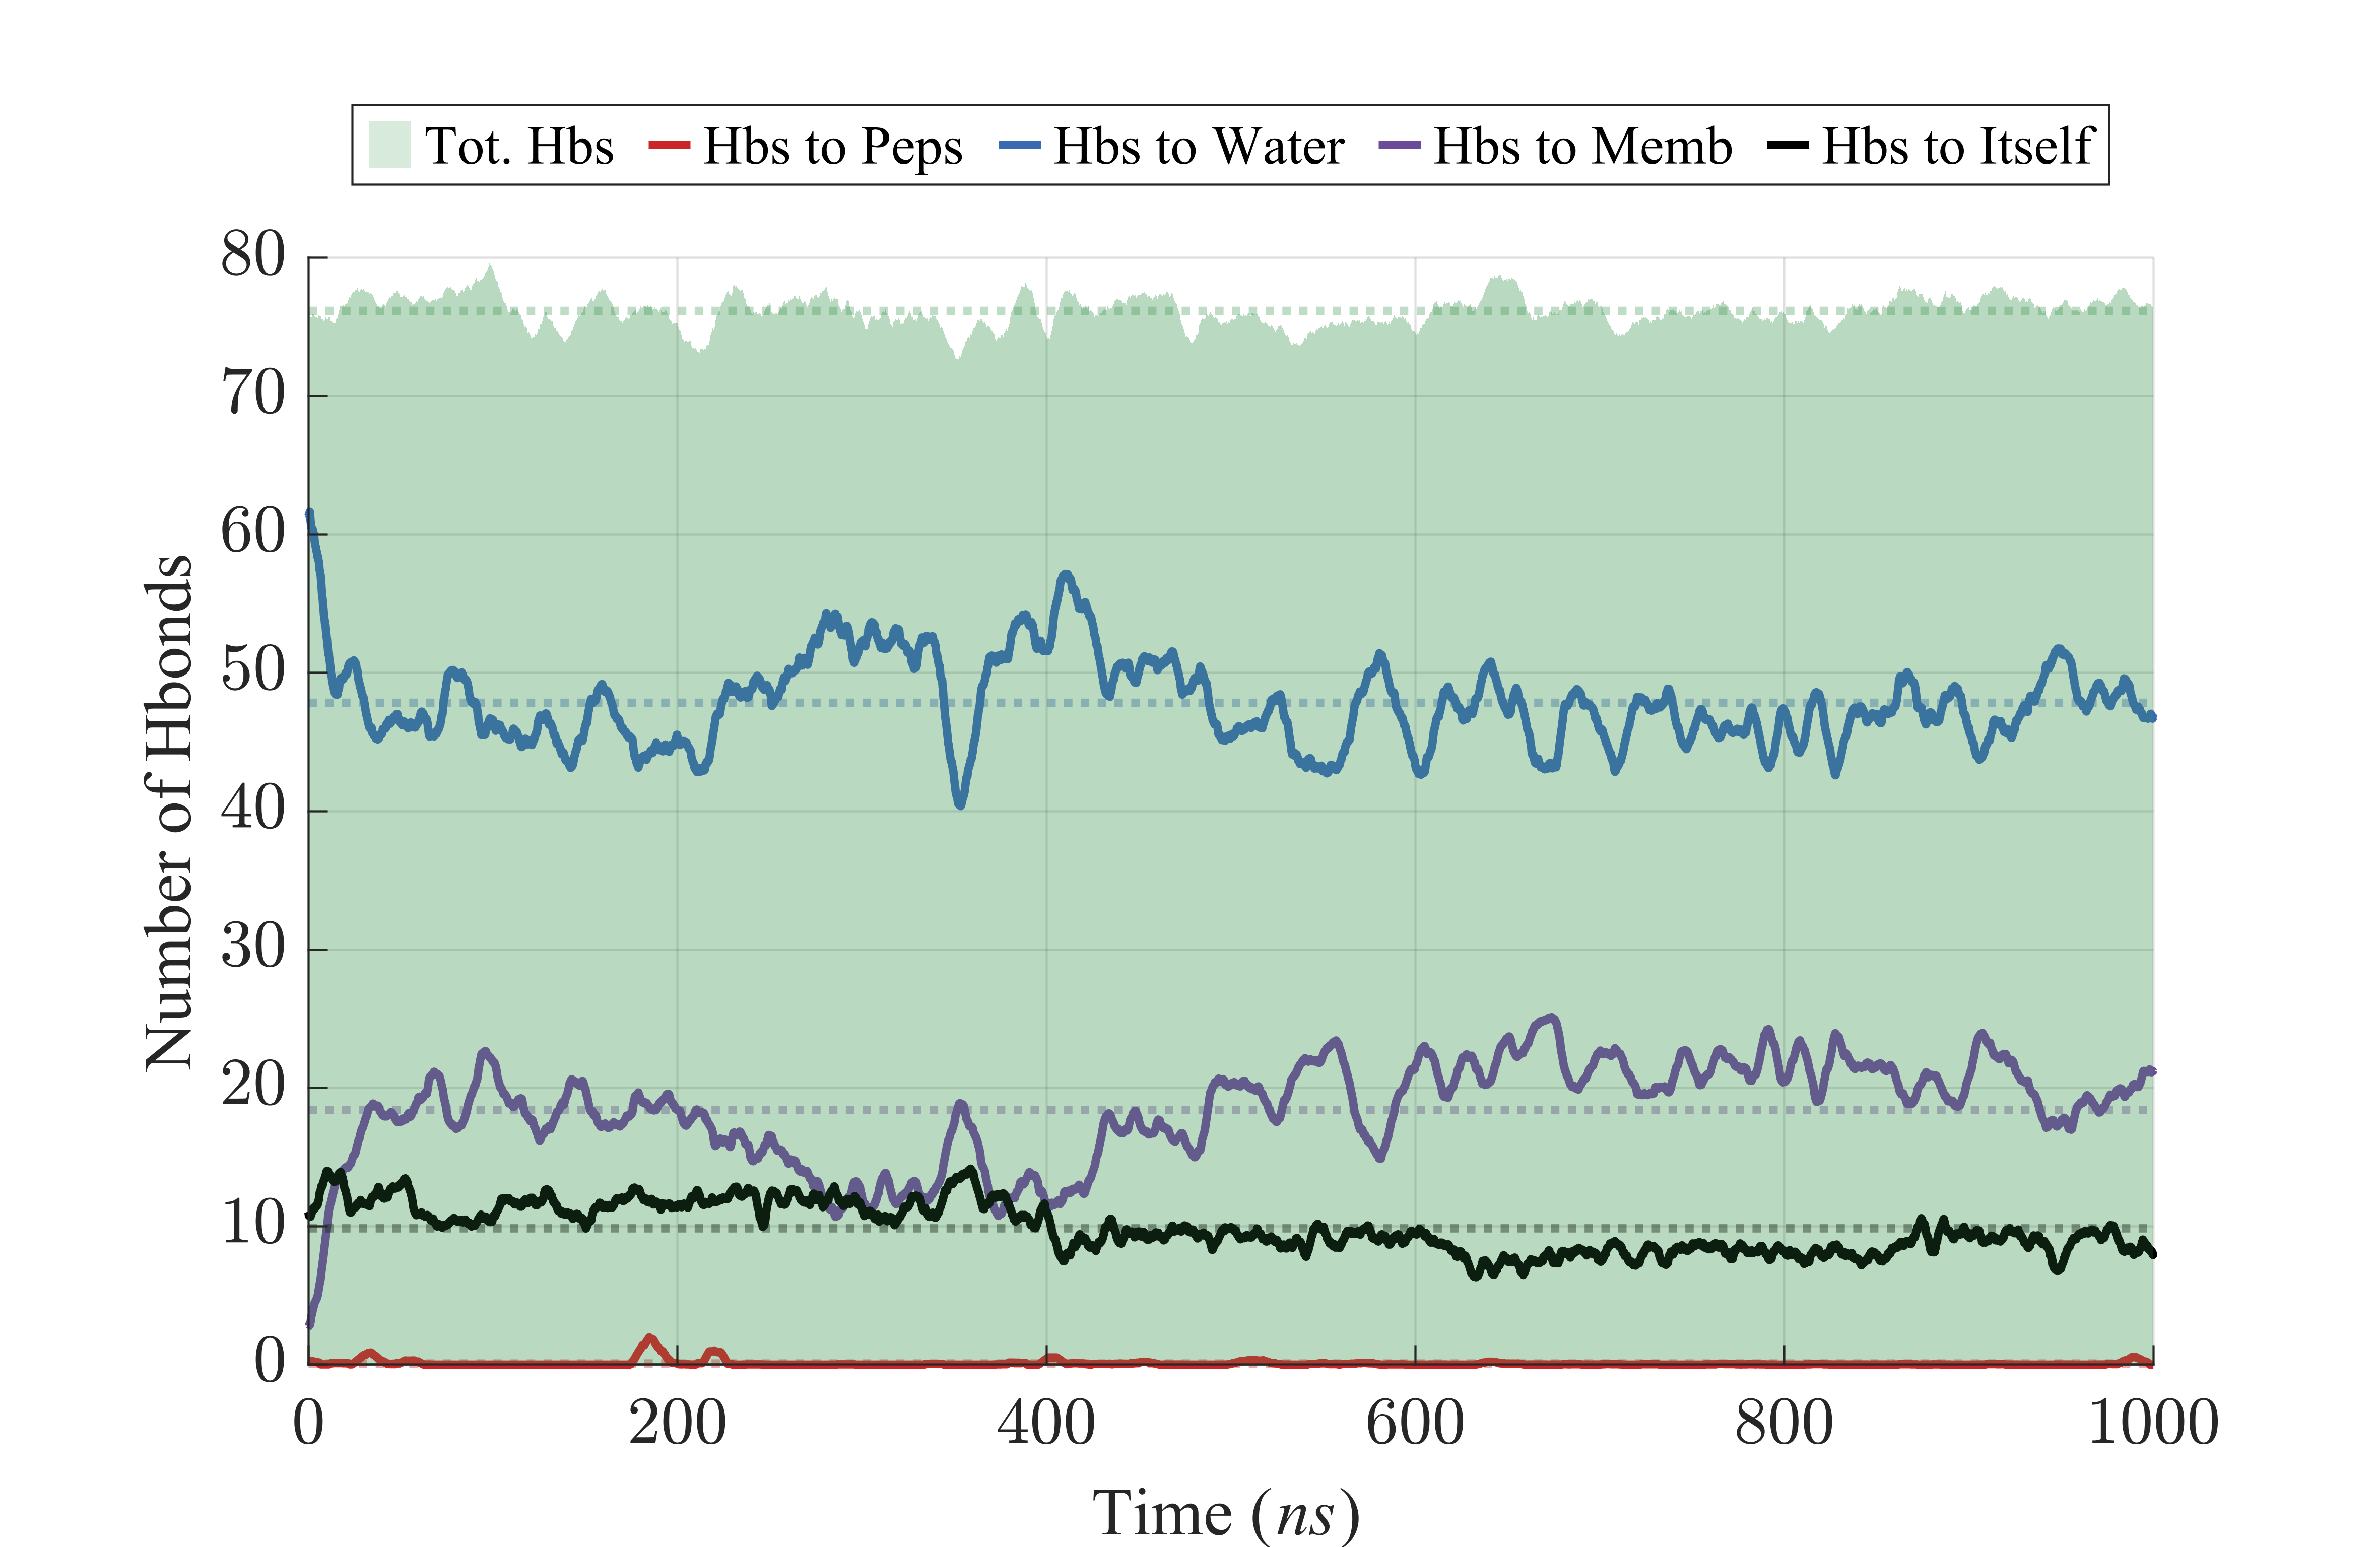 Tot. Hbs Hbs to Peps Hbs to Water Hbs to Memb Hbs to Itself
80
70
60
50
40
30
20
10
0
Number of Hbonds
0 200 400 600 800 1000
Time (ns)